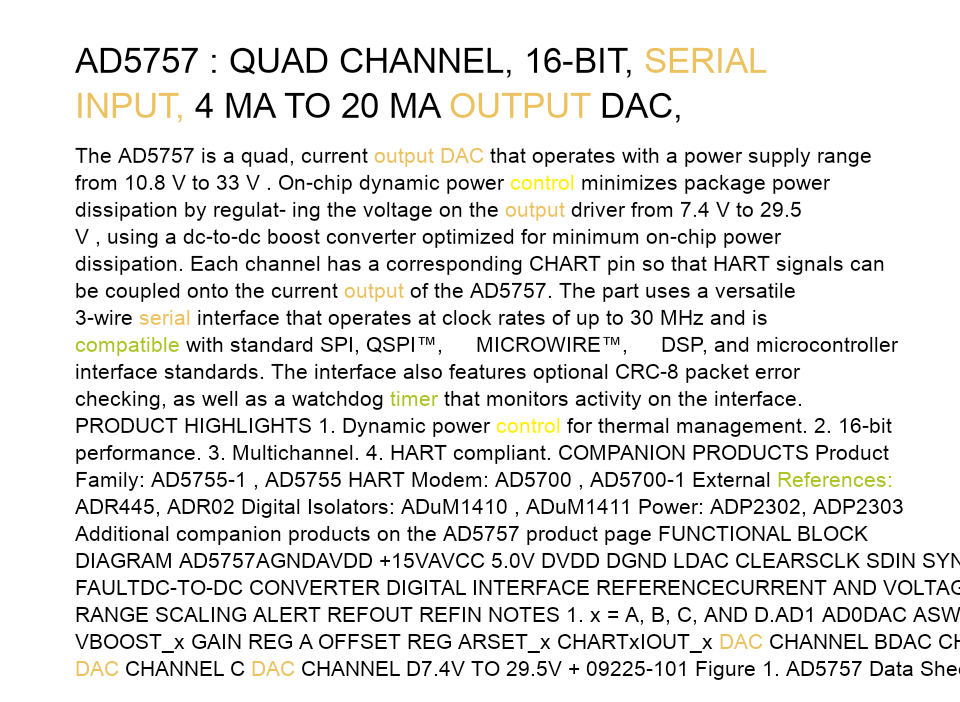 AD5757 : QUAD CHANNEL, 16-BIT, SERIAL
INPUT, 4 MA TO 20 MA OUTPUT DAC,
The AD5757 is a quad, current output DAC that operates with a power supply range
from 10.8 V to 33 V . On-chip dynamic power control minimizes package power
dissipation by regulat- ing the voltage on the output driver from 7.4 V to 29.5
V , using a dc-to-dc boost converter optimized for minimum on-chip power
dissipation. Each channel has a corresponding CHART pin so that HART signals can
be coupled onto the current output of the AD5757. The part uses a versatile
3-wire serial interface that operates at clock rates of up to 30 MHz and is
compatible with standard SPI, QSPI™, MICROWIRE™, DSP, and microcontroller
interface standards. The interface also features optional CRC-8 packet error
checking, as well as a watchdog timer that monitors activity on the interface.
PRODUCT HIGHLIGHTS 1. Dynamic power control for thermal management. 2. 16-bit
performance. 3. Multichannel. 4. HART compliant. COMPANION PRODUCTS Product
Family: AD5755-1 , AD5755 HART Modem: AD5700 , AD5700-1 External References:
ADR445, ADR02 Digital Isolators: ADuM1410 , ADuM1411 Power: ADP2302, ADP2303
Additional companion products on the AD5757 product page FUNCTIONAL BLOCK
DIAGRAM AD5757AGNDAVDD +15VAVCC 5.0V DVDD DGND LDAC CLEARSCLK SDIN SYN
FAULTDC-TO-DC CONVERTER DIGITAL INTERFACE REFERENCECURRENT AND VOLTAG
RANGE SCALING ALERT REFOUT REFIN NOTES 1. x = A, B, C, AND D.AD1 AD0DAC ASW
VBOOST_x GAIN REG A OFFSET REG ARSET_x CHARTxIOUT_x DAC CHANNEL BDAC CH
DAC CHANNEL C DAC CHANNEL D7.4V TO 29.5V + 09225-101 Figure 1. AD5757 Data Shee